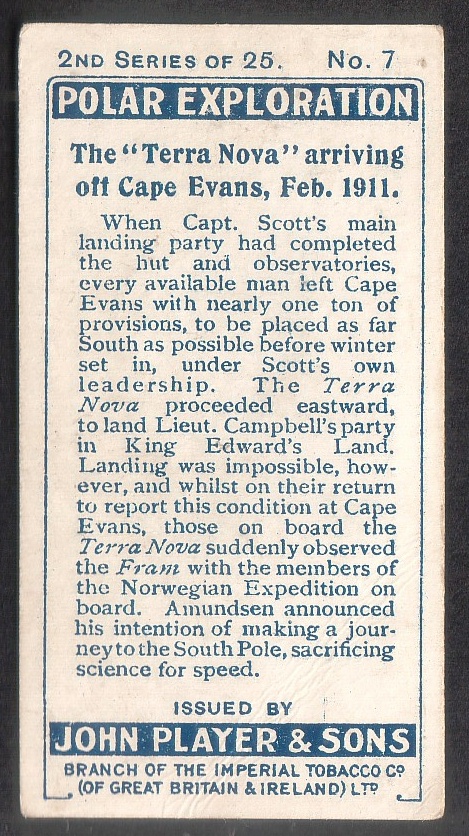 2ND SERIES OF 25. No. 7
POLAR EXPLORATION
The "Terra Nova" arriving
off Cape Evans, Feb. 1911.
When Capt. Scott's main
landing party had completed
the hut and observatories,
every available man left Cape
Evans with nearly one ton of
provisions, to be placed as far
South as possible before winter
set in, under Scott's own
leadership. The Terra
Nova proceeded eastward,
to land Lieut. Campbell's party
in King Edward's Land.
Landing was impossible, how-
ever, and whilst on their return
to report this condition at Cape
Evans, those on board the
Terra Nova suddenly observed
the Fram with the members of
the Norwegian Expedition on
board. Amundsen announced
his intention of making a jour-
ney to the South Pole, sacrificing
science for speed.
ISSUED BY
JOHN PLAYER & SONS
BRANCH OF THE IMPERIAL TOBACCO CO.
(OF GREAT BRITAIN & IRELAND) LTD